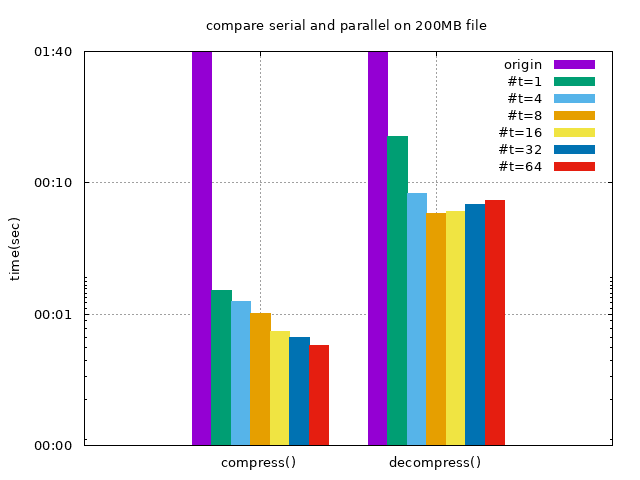 compare serial and parallel on 200MB file
01:40
00:10
00:01
00:00
time(sec)
origin
#t=1
#t=4
#t=8
#t=16
#t=32
#t=64
compress()
decompress()